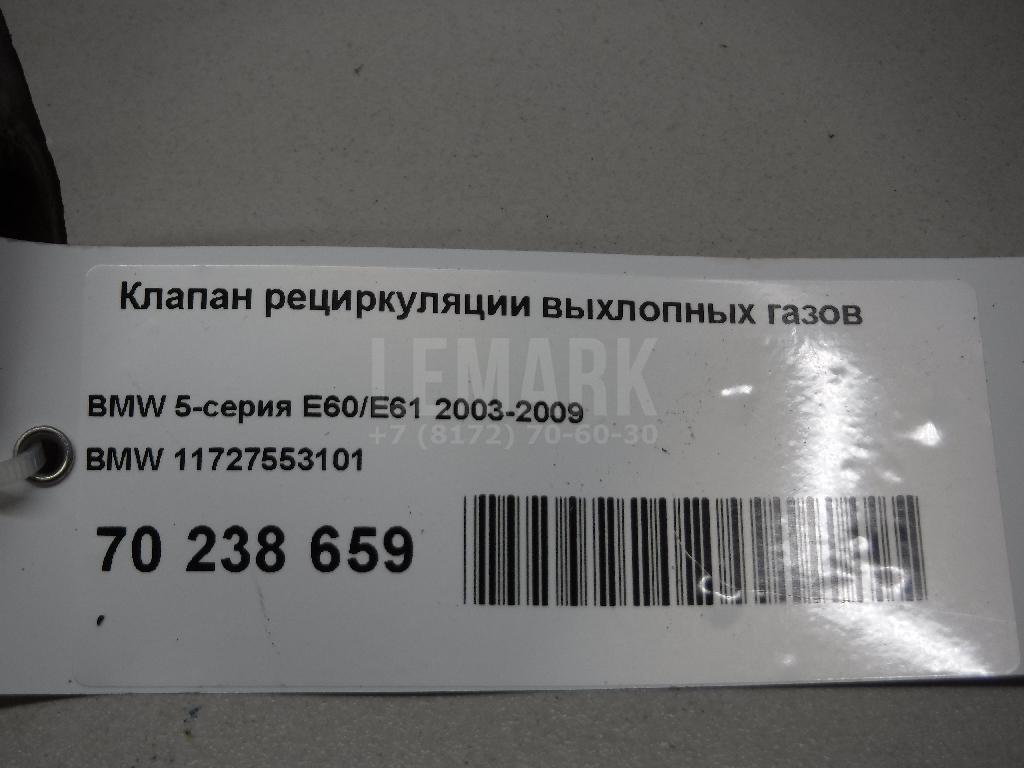 Клапан рециркуляции выхлопных газов
LEMARK
BMW 5-серия E60/E61 2003-2009
+7 (8172) 70-60-30
BMW 11727553101
70 238 659